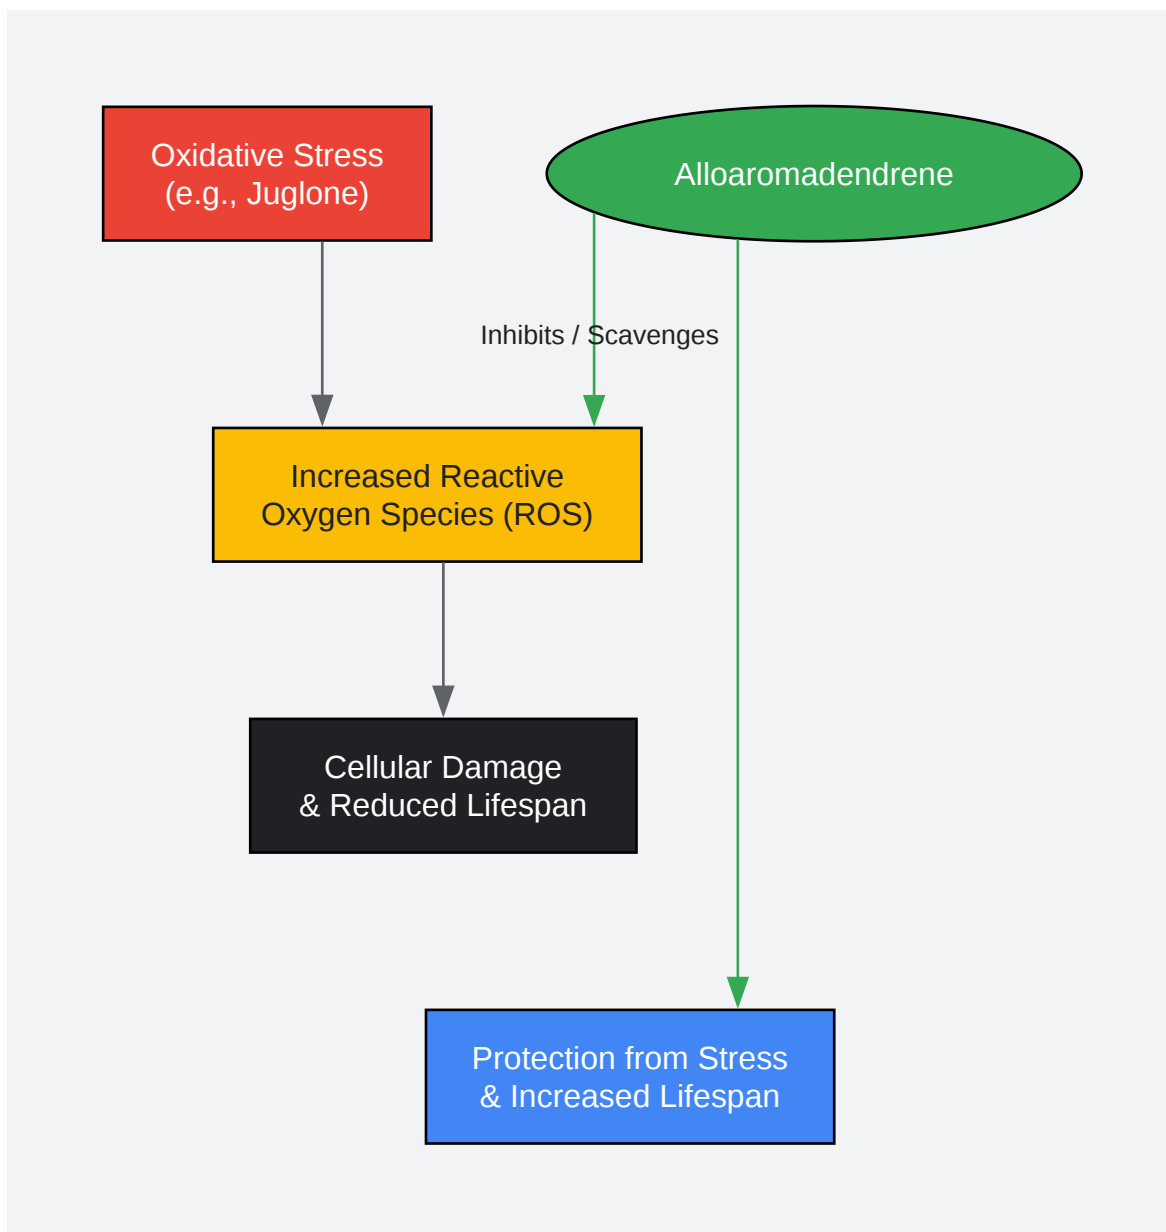 Oxidative Stress
(e.g., Juglone)
Alloaromadendrene
Inhibits / Scavenges
Increased Reactive
Oxygen Species (ROS)
Cellular Damage
& Reduced Lifespan
Protection from Stress
& Increased Lifespan